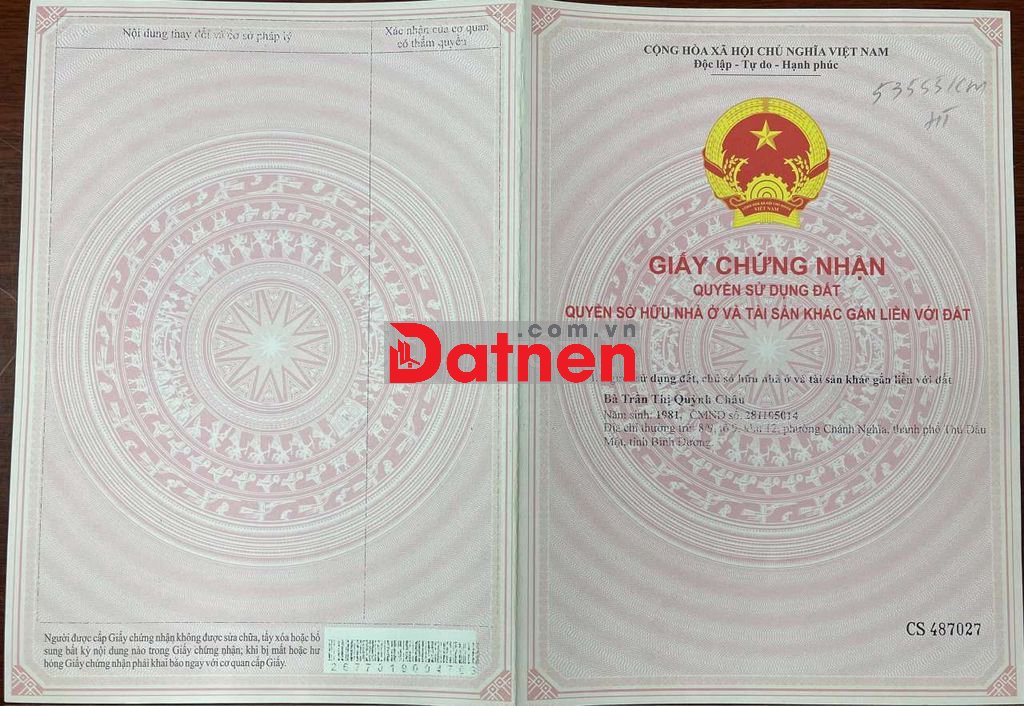 Nội dung thay đổi và cơ sở pháp lý
Xác nhận của cơ quan
có thẩm quyền
Người được cấp Giấy chứng nhận không được sửa chữa, tẩy xóa hoặc bổ
sung bất kỳ nội dung nào trong Giấy chứng nhận; khi bị mất hoặc hư
hỏng Giấy chứng nhận phải khai báo ngay với cơ quan cấp Giấy.
CỘNG HÒA XÃ HỘI CHỦ NGHĨA VIỆT NAM
Độc lập - Tự do - Hạnh phúc
GIẤY CHỨNG NHẬN
QUYỀN SỬ DỤNG ĐẤT
QUYỀN SỞ HỮU NHÀ Ở VÀ TÀI SẢN KHÁC GẮN LIỀN VỚI ĐẤT
.com.vn
Datnen
sử dụng đất, chủ sở hữu nhà ở và tài sản khác gắn liền với đất
Bà Trần Thị Quỳnh Châu
Năm sinh: 1981, CMND số: 281105014
Địa chỉ thường trú: phường Chánh Nghĩa, thành phố Thủ Dầu
Một, tỉnh Bình Dương.
CS 487027